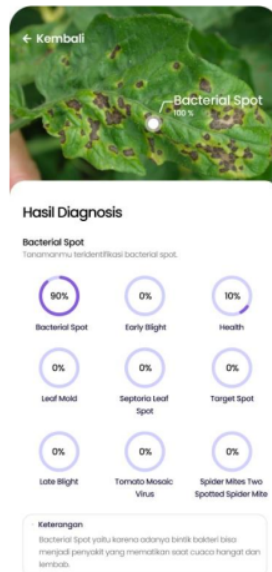 ← Kembali
Bacterial Spot
100 %
Hasil Diagnosis
Bacterial Spot
Tanamanmu teridentifikasi bacterial spot.
90%
0%
10%
Bacterial Spot
Early Blight
Health
0%
0%
0%
Leaf Mold
Septoria Leaf
Spot
Target Spot
0%
0%
0%
Late Blight
Tomato Mosaic
Virus
Spider Mites Two
Spotted Spider Mite
Keterangan
Bacterial Spot yaitu karena adanya bintik bakteri bisa
menjadi penyakit yang mematikan saat cuaca hangat dan
lembab.